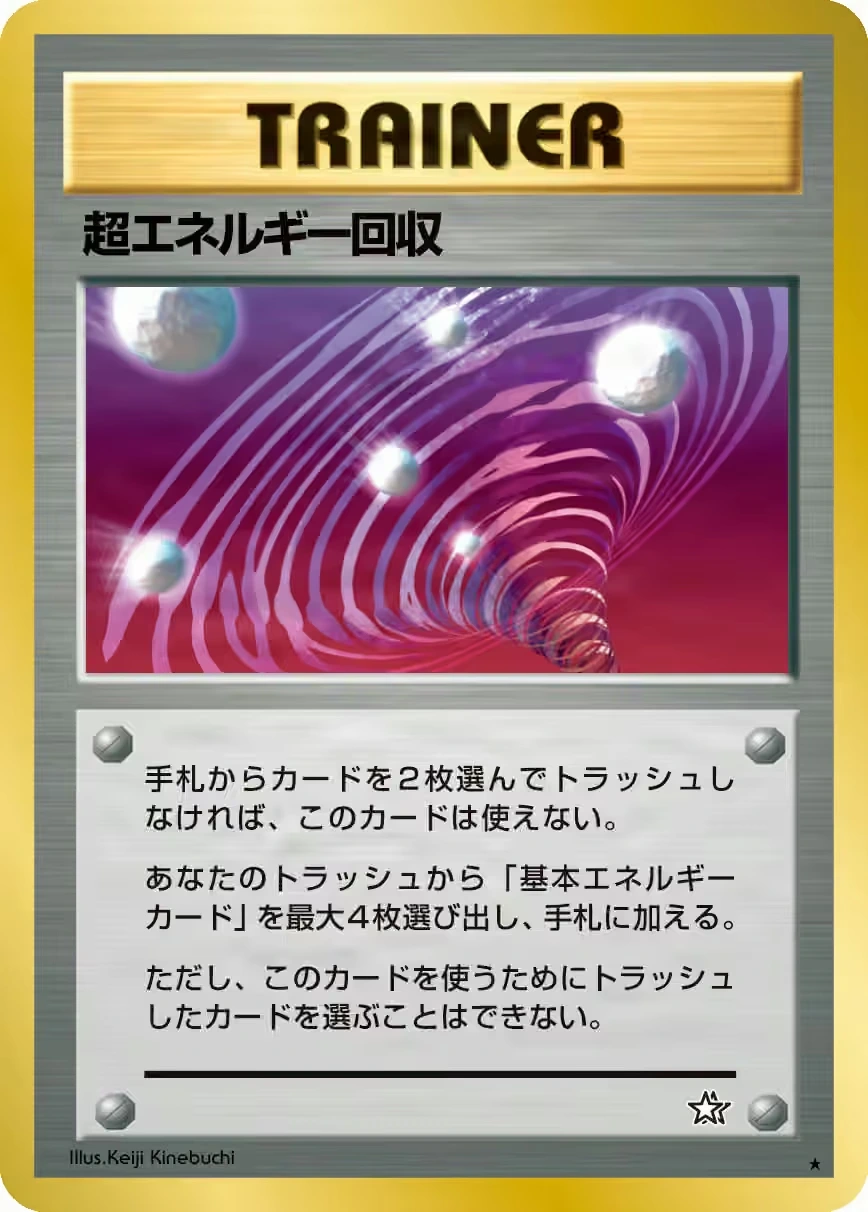 TRAINER
超エネルギー回収
手札からカードを2枚選んでトラッシュし
なければ、このカードは使えない。
あなたのトラッシュから「基本エネルギー
カード」を最大4枚選び出し、手札に加える。
ただし、このカードを使うためにトラッシュ
したカードを選ぶことはできない。
Illus.Keiji Kinebuchi